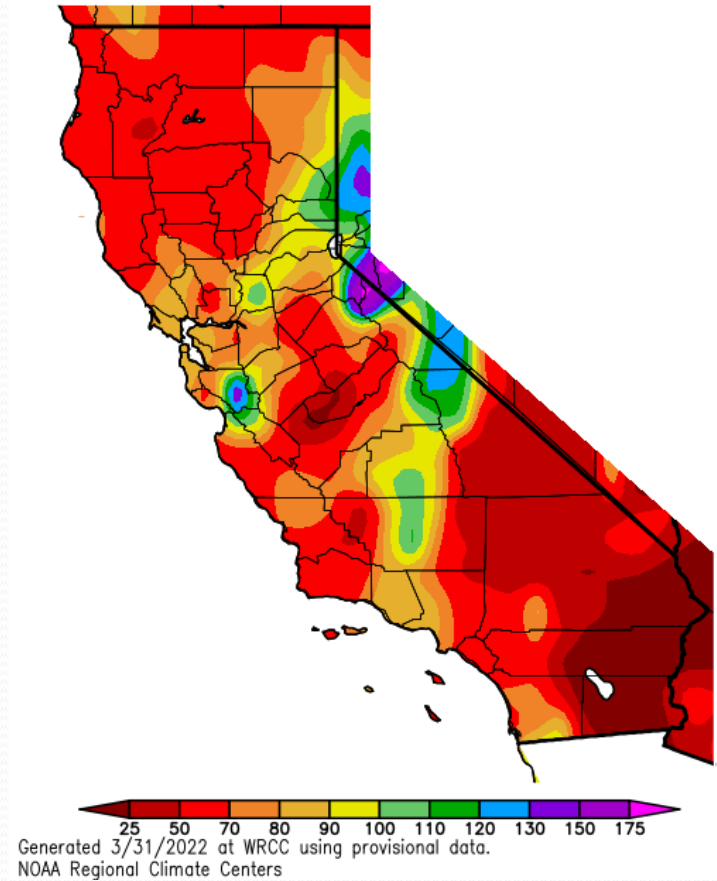 25 50 70 80 90 100 110 120 130 150 175
Generated 3/31/2022 at WRCC using provisional data.
NOAA Regional Climate Centers